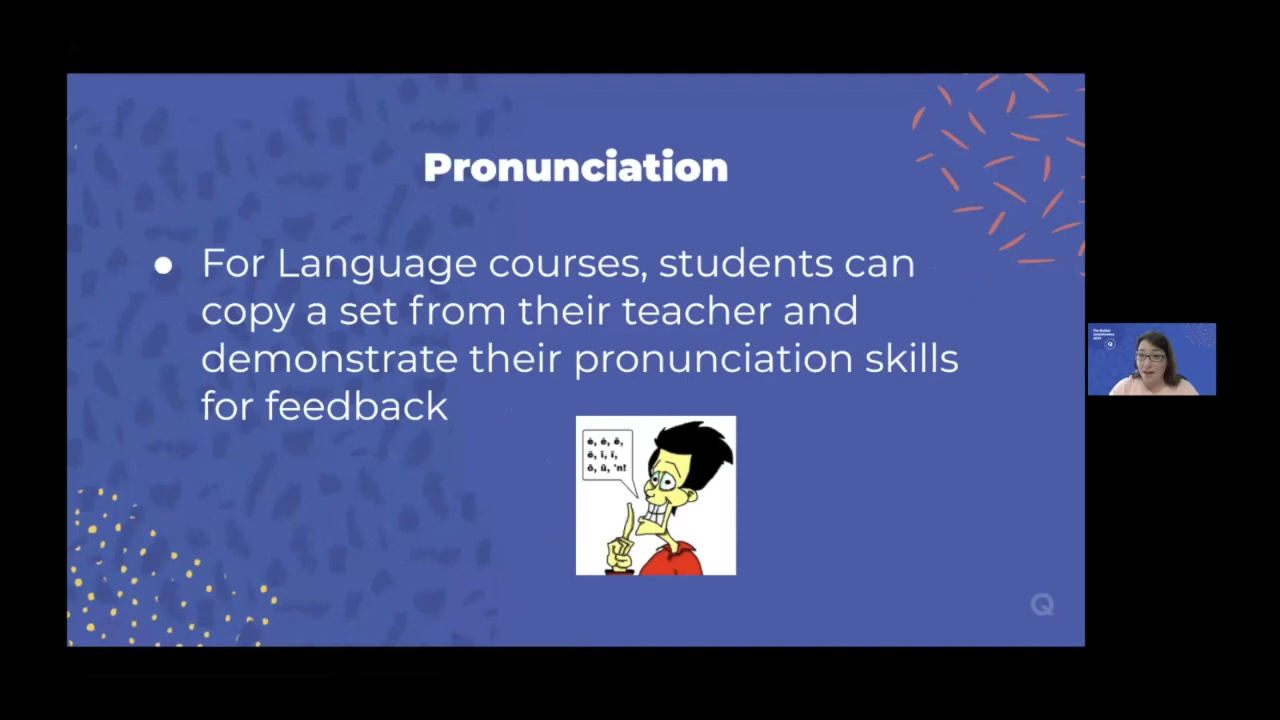 Pronunciation
● For Language courses, students can
copy a set from their teacher and
demonstrate their pronunciation skills
for feedback
è, é, ê,
ë, î, ï,
ô, û, 'n!
Q
Q